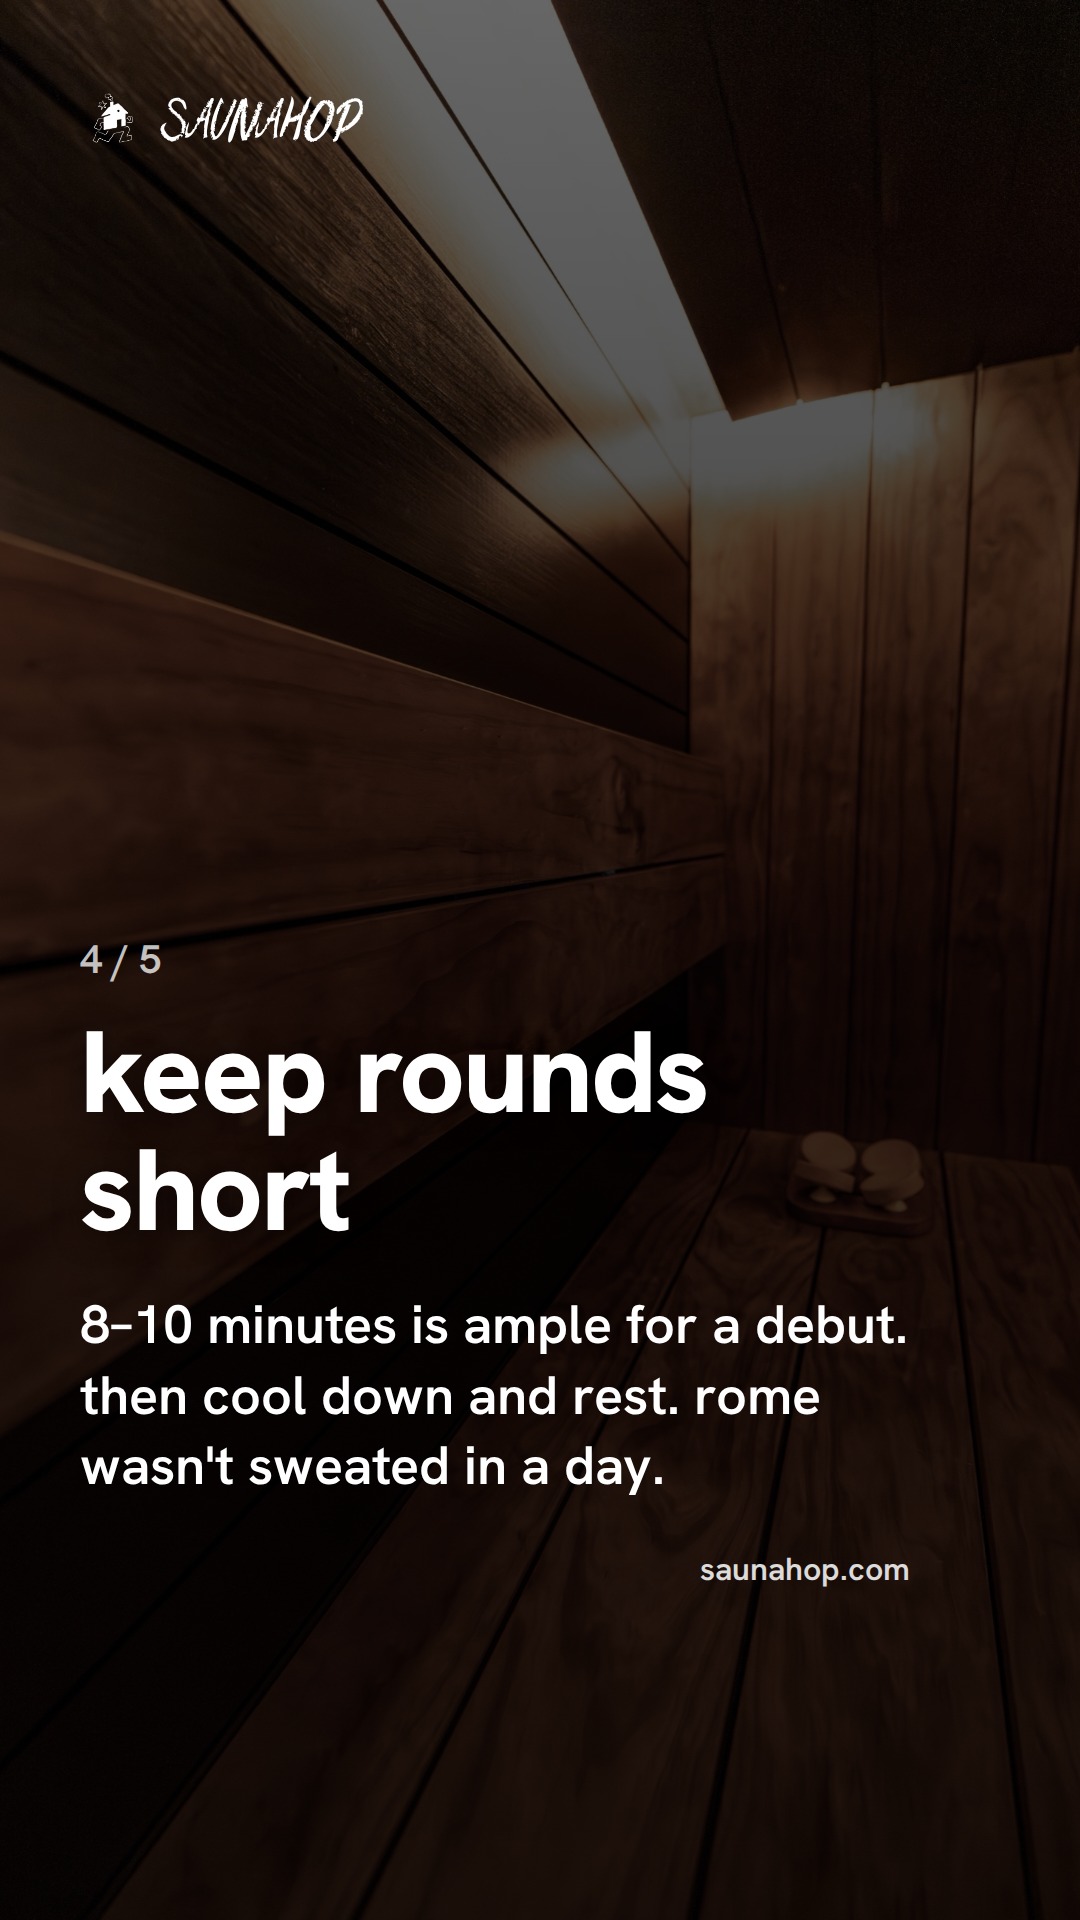 SAUNAHOP
4 / 5
keep rounds
short
8–10 minutes is ample for a debut.
then cool down and rest. rome
wasn't sweated in a day.
saunahop.com